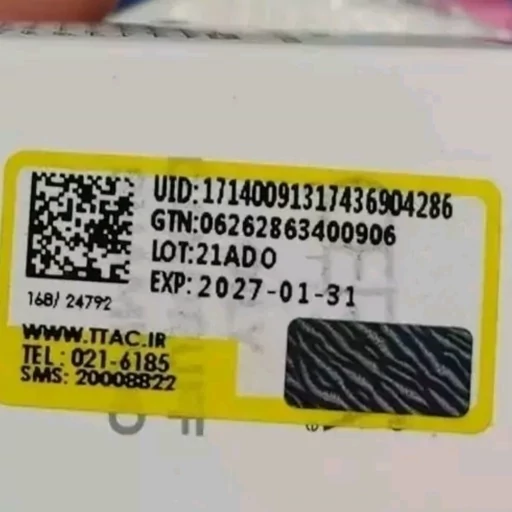 UID:17140091317436904286
GTN:06262863400906
LOT:21ADO
EXP:2027-01-31
168/ 24792
WWW.TTAC.IR
TEL: 021-6185
SMS: 20008822